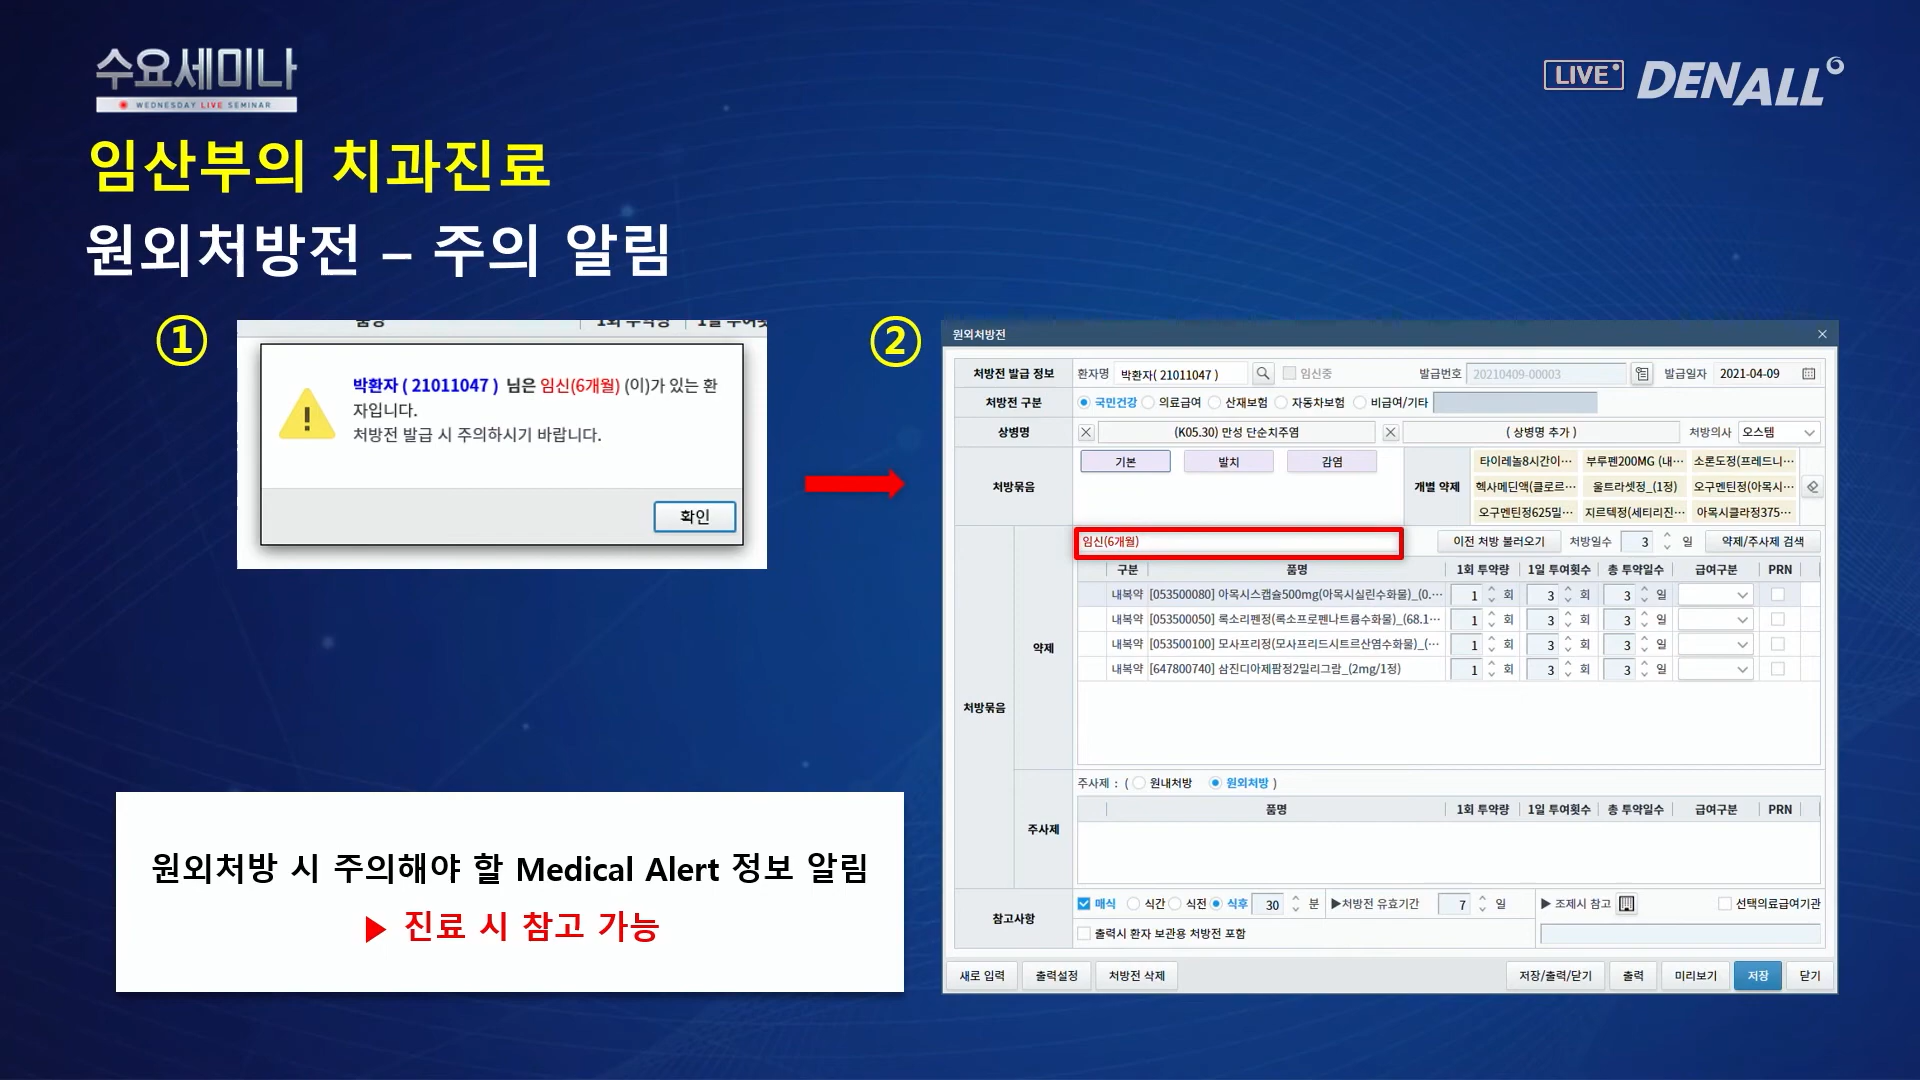 수요세미나
WEDNESDAY LIVE SEMINAR
LIVE DENALL
임산부의 치과진료
원외처방전 – 주의 알림
①
박환자 ( 21011047 ) 님은 임신(6개월) (이)가 있는 환
자입니다.
처방전 발급 시 주의하시기 바랍니다.
확인
②
원외처방전
처방전 발급 정보 환자명 박환자( 21011047 ) 임신중 발급번호 20210409-00003 발급일자 2021-04-09
처방전 구분 국민건강 의료급여 산재보험 자동차보험 비급여/기타
상병명 (K05.30) 만성 단순치주염 ( 상병명 추가 ) 처방의사 오스템
처방묶음 기본 발치 감염
개별 약제 타이레놀8시간이··· 부루펜200MG (내··· 소론도정(프레드니···
헥사메딘액(클로르··· 울트라셋정_(1정) 오구멘틴정(아목시···
오구멘틴정625밀··· 지르텍정(세티리진··· 아목시클라정375···
임신(6개월) 이전 처방 불러오기 처방일수 3 일 약제/주사제 검색
처방묶음
약제
구분 품명 1회 투약량 1일 투여횟수 총 투약일수 급여구분 PRN
내복약 [053500080] 아목시스캡슐500mg(아목시실린수화물)_(0.··· 1 회 3 회 3 일
내복약 [053500050] 록소리펜정(록소프로펜나트륨수화물)_(68.1··· 1 회 3 회 3 일
내복약 [053500100] 모사프리정(모사프리드시트르산염수화물)_(··· 1 회 3 회 3 일
내복약 [647800740] 삼진디아제팜정2밀리그람_(2mg/1정) 1 회 3 회 3 일
주사제 : ( 원내처방 원외처방 )
주사제
품명 1회 투약량 1일 투여횟수 총 투약일수 급여구분 PRN
참고사항
매식 식간 식전 식후 30 분 ▶처방전 유효기간 7 일 ▶ 조제시 참고 선택의료급여기관
출력시 환자 보관용 처방전 포함
새로 입력 출력설정 처방전 삭제 저장/출력/닫기 출력 미리보기 저장 닫기
원외처방 시 주의해야 할 Medical Alert 정보 알림
▶ 진료 시 참고 가능